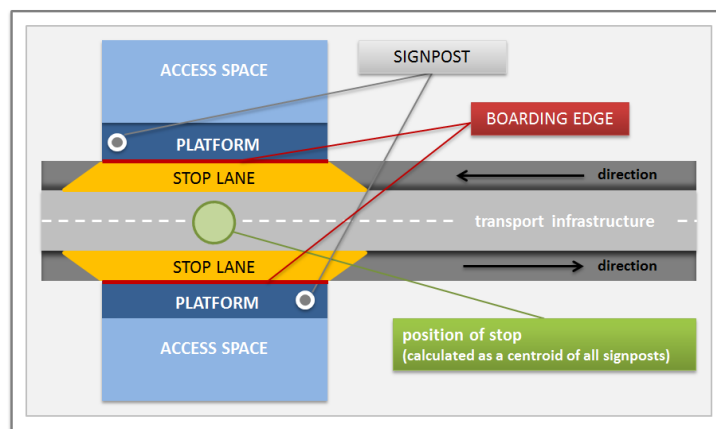 ACCESS SPACE
SIGNPOST
PLATFORM
BOARDING EDGE
STOP LANE
direction
transport infrastructure
STOP LANE
direction
PLATFORM
ACCESS SPACE
position of stop
(calculated as a centroid of all signposts)